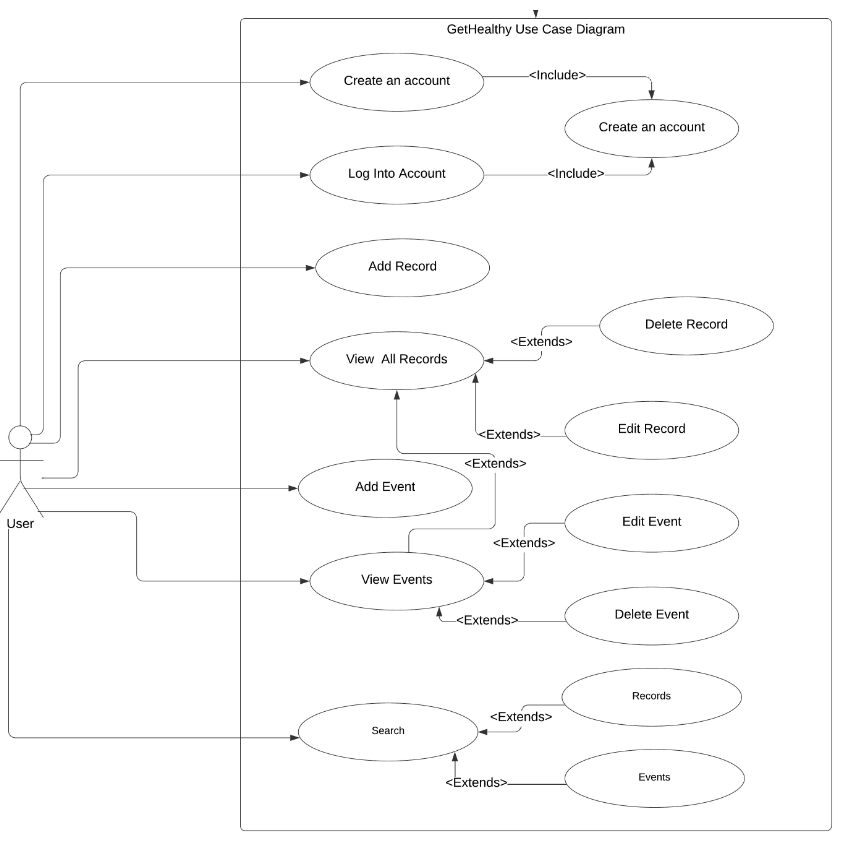 GetHealthy Use Case Diagram
Create an account
<Include>
Create an account
Log Into Account
<Include>
Add Record
Delete Record
<Extends>
View  All Records
Edit Record
<Extends>
<Extends>
Add Event
User
Edit Event
<Extends>
View Events
Delete Event
<Extends>
Records
<Extends>
Search
Events
<Extends>